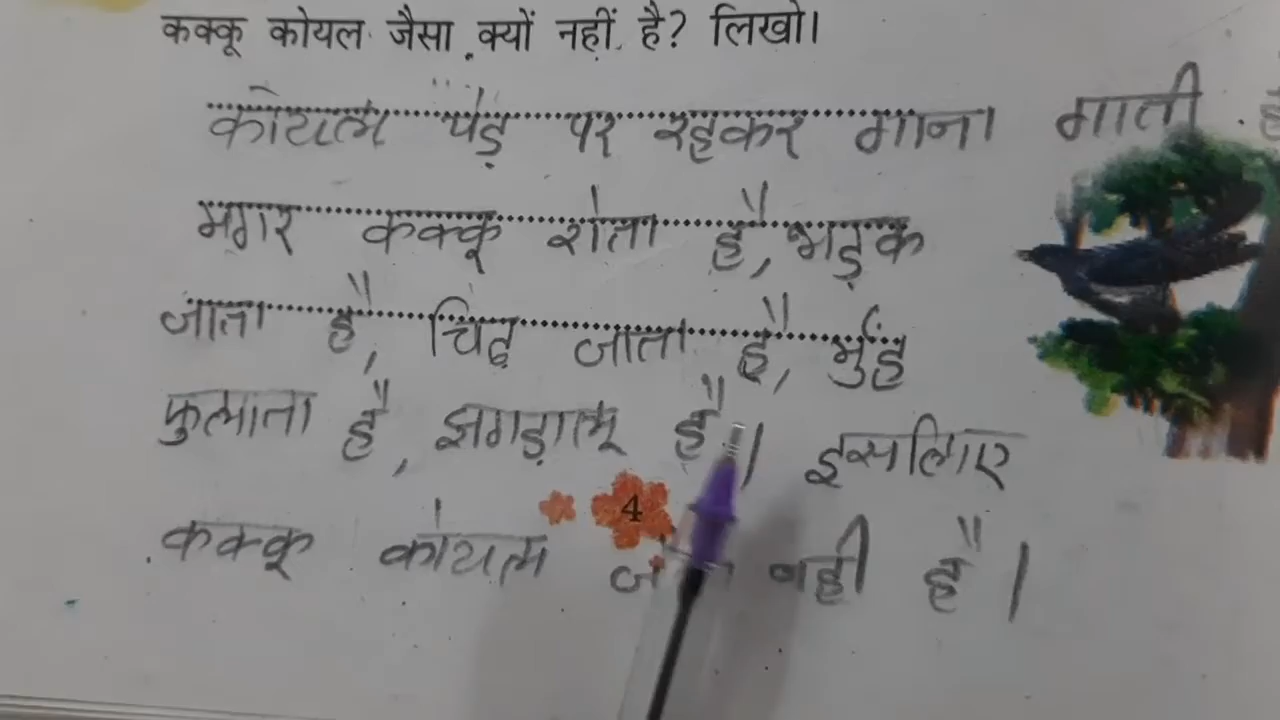 कक्कू कोयल जैसा क्यों नहीं है? लिखो।
कोयल पेड़ पर रहकर गाना गाती है
मगर कक्कू रोता है, भड़क
जाता है, चिढ़ जाता है, मुँह
फुलाता है, झगड़ालू है। इसलिए
4
कक्कू कोयल नही है।